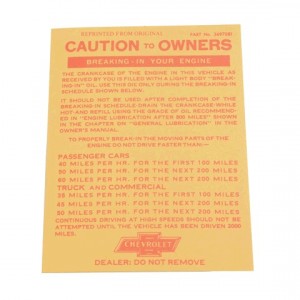 REPRINTED FROM ORIGINAL
PART No.
CAUTION TO OWNERS
BREAKING-IN YOUR ENGINE
THE CRANKCASE OF THE ENGINE IN THIS VEHICLE AS
RECEIVED BY YOU IS FILLED WITH A LIGHT BODY "BREAK-
ING-IN" OIL. USE THIS OIL ONLY DURING THE BREAKING-IN
SCHEDULE SHOWN BELOW.
IT SHOULD NOT BE USED AFTER COMPLETION OF THE
BREAKING-IN SCHEDULE. DRAIN THE CRANKCASE WHILE
HOT AND REFILL USING THE GRADE OF OIL RECOMMEND-
ED IN "ENGINE LUBRICATION AFTER MILES" SHOWN
IN THE CHAPTER ON "GENERAL LUBRICATION" IN THE
OWNER'S MANUAL.
TO PROPERLY BREAK-IN THE MOVING PARTS OF
THE ENGINE DO NOT DRIVE FASTER THAN—
PASSENGER CARS
40 MILES PER HR. FOR THE FIRST 100 MILES
50 MILES PER HR. FOR THE NEXT 200 MILES
60 MILES PER HR. FOR THE NEXT 200 MILES
TRUCK AND COMMERCIAL
35 MILES PER HR. FOR THE FIRST 100 MILES
45 MILES PER HR. FOR THE NEXT 200 MILES
50 MILES PER HR. FOR THE NEXT 200 MILES
CONTINUOUS DRIVING AT HIGH SPEEDS SHOULD NOT BE
ATTEMPTED UNTIL THE VEHICLE HAS BEEN DRIVEN 2000
MILES.
CHEVROLET
DEALER: DO NOT REMOVE.